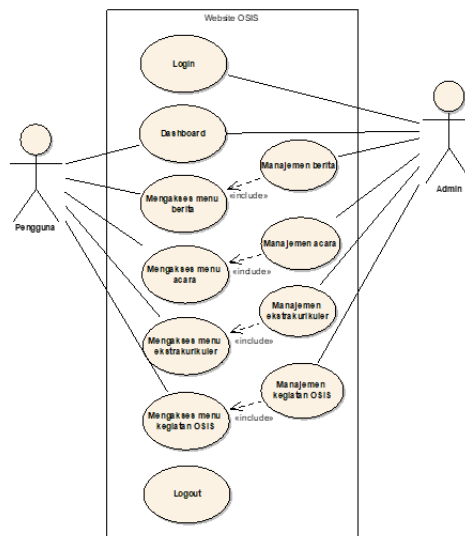 Website OSIS
Login
Dashboard
Manajemen berita
«include»
Mengakses menu
berita
Pengguna
Admin
Manajemen acara
«include»
Mengakses menu
acara
Manajemen
ekstrakurikuler
«include»
Mengakses menu
ekstrakurikuler
Manajemen
kegiatan OSIS
«include»
Mengakses menu
kegiatan OSIS
Logout